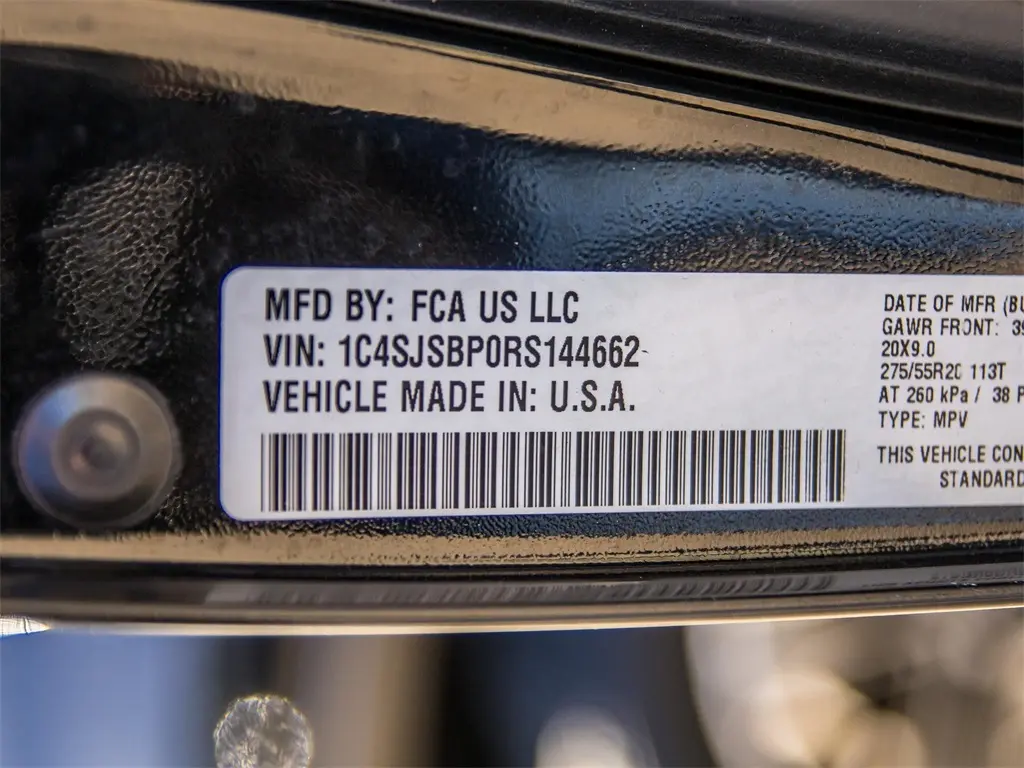 MFD BY: FCA US LLC
VIN: 1C4SJSBP0RS144662
VEHICLE MADE IN: U.S.A.
DATE OF MFR
GAWR FRONT:
20X9.0
275/55R20 113T
AT 260 kPa / 38
TYPE: MPV
THIS VEHICLE
STANDARD